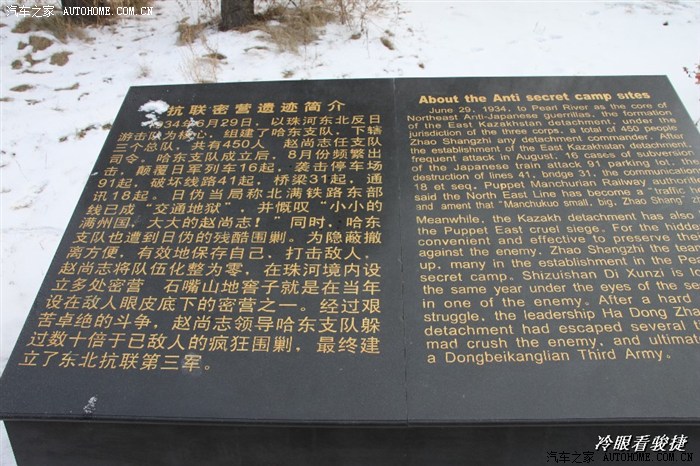 汽车之家 AUTOHOME.COM.CN
抗联密营遗迹简介
1934年6月29日，以珠河东北反日
游击队为核心，组建了哈东支队，下辖
三个总队，共有450人　赵尚志任支队
司令，哈东支队成立后，8月份频繁出
击，颠覆日军列车16起，袭击停车场
91起，破坏线路41起，桥梁31起，通
讯18起。日伪当局称北满铁路东部
线已成“交通地狱”，并慨叹“小小的
满州国，大大的赵尚志！”同时，哈东
支队也遭到日伪的残酷围剿。为隐蔽撤
离方便，有效地保存自己，打击敌人，
赵尚志将队伍化整为零，在珠河境内设
立多处密营　石嘴山地窨子就是在当年
设在敌人眼皮底下的密营之一。经过艰
苦卓绝的斗争，赵尚志领导哈东支队躲
过数十倍于己敌人的疯狂围剿，最终建
立了东北抗联第三军。
About the Anti secret camp sites
June 29, 1934, to Pearl River as the core of
Northeast Anti-Japanese guerrillas, the formation
of the East Kazakhstan detachment, under the
jurisdiction of the three corps, a total of 450 people
Zhao Shangzhi any detachment commander, After
the establishment of the East Kazakhstan detachment
frequent attack in August, 16 cases of subversion
of the Japanese train attack 91 parking lot, the
destruction of lines 41, bridge 31, the communication
18 et seq, Puppet Manchurian Railway authorities
said the North East Line has become a "traffic
and ament that "Manchukuo small, big, Zhao Shang
Meanwhile, the Kazakh detachment has also
the Puppet East cruel siege. For the hidden
convenient and effective to preserve the
against the enemy, Zhao Shangzhi the team
up, many in the establishment in the Pea
secret camp。Shizuishan Di Xunzi is
the same year under the eyes of the se
in one of the enemy。After a hard
struggle, the leadership Ha Dong Zha
detachment had escaped several
mad crush the enemy, and ultima
a Dongbeikanglian Third Army。
冷眼看骏捷
汽车之家 AUTOHOME.COM.CN